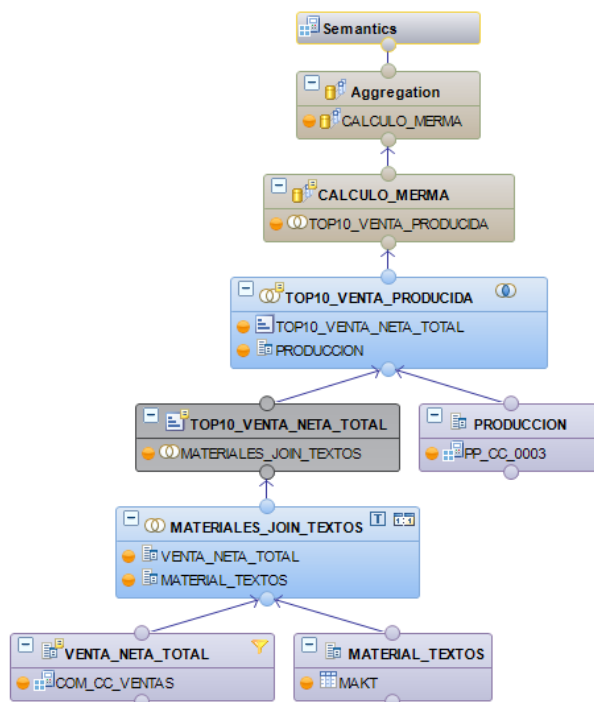 Semantics
Aggregation
CALCULO_MERMA
CALCULO_MERMA
TOP10_VENTA_PRODUCIDA
TOP10_VENTA_PRODUCIDA
TOP10_VENTA_NETA_TOTAL
PRODUCCION
TOP10_VENTA_NETA_TOTAL
MATERIALES_JOIN_TEXTOS
PRODUCCION
PP_CC_0003
MATERIALES_JOIN_TEXTOS T 1:1
VENTA_NETA_TOTAL
MATERIAL_TEXTOS
VENTA_NETA_TOTAL
COM_CC_VENTAS
MATERIAL_TEXTOS
MAKT